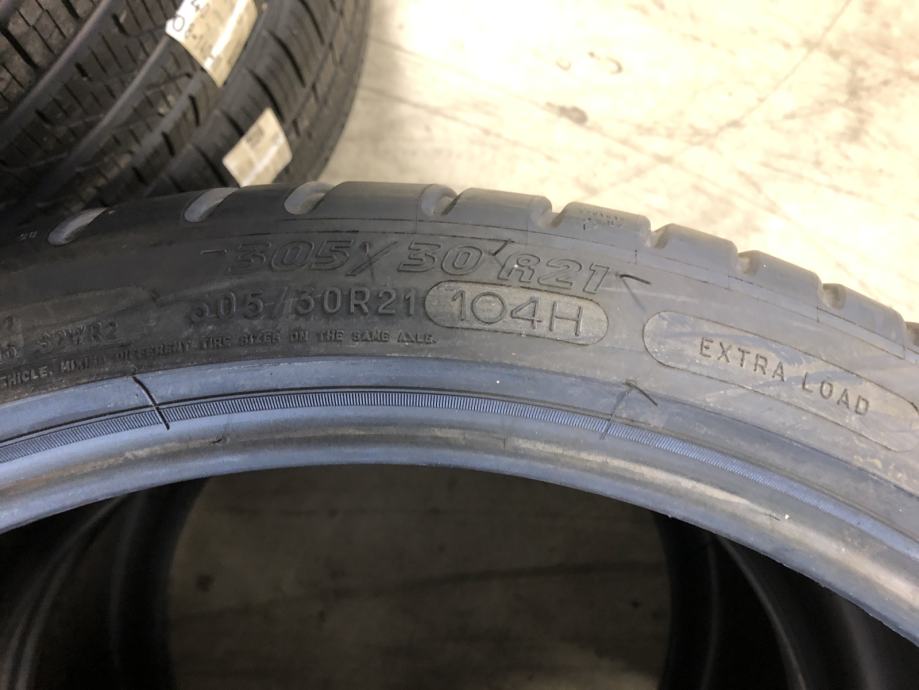 305/30 R21
305/30R21 104H
EXTRA LOAD
DIFFERENT TIRE SIZES ON THE SAME AXLE.